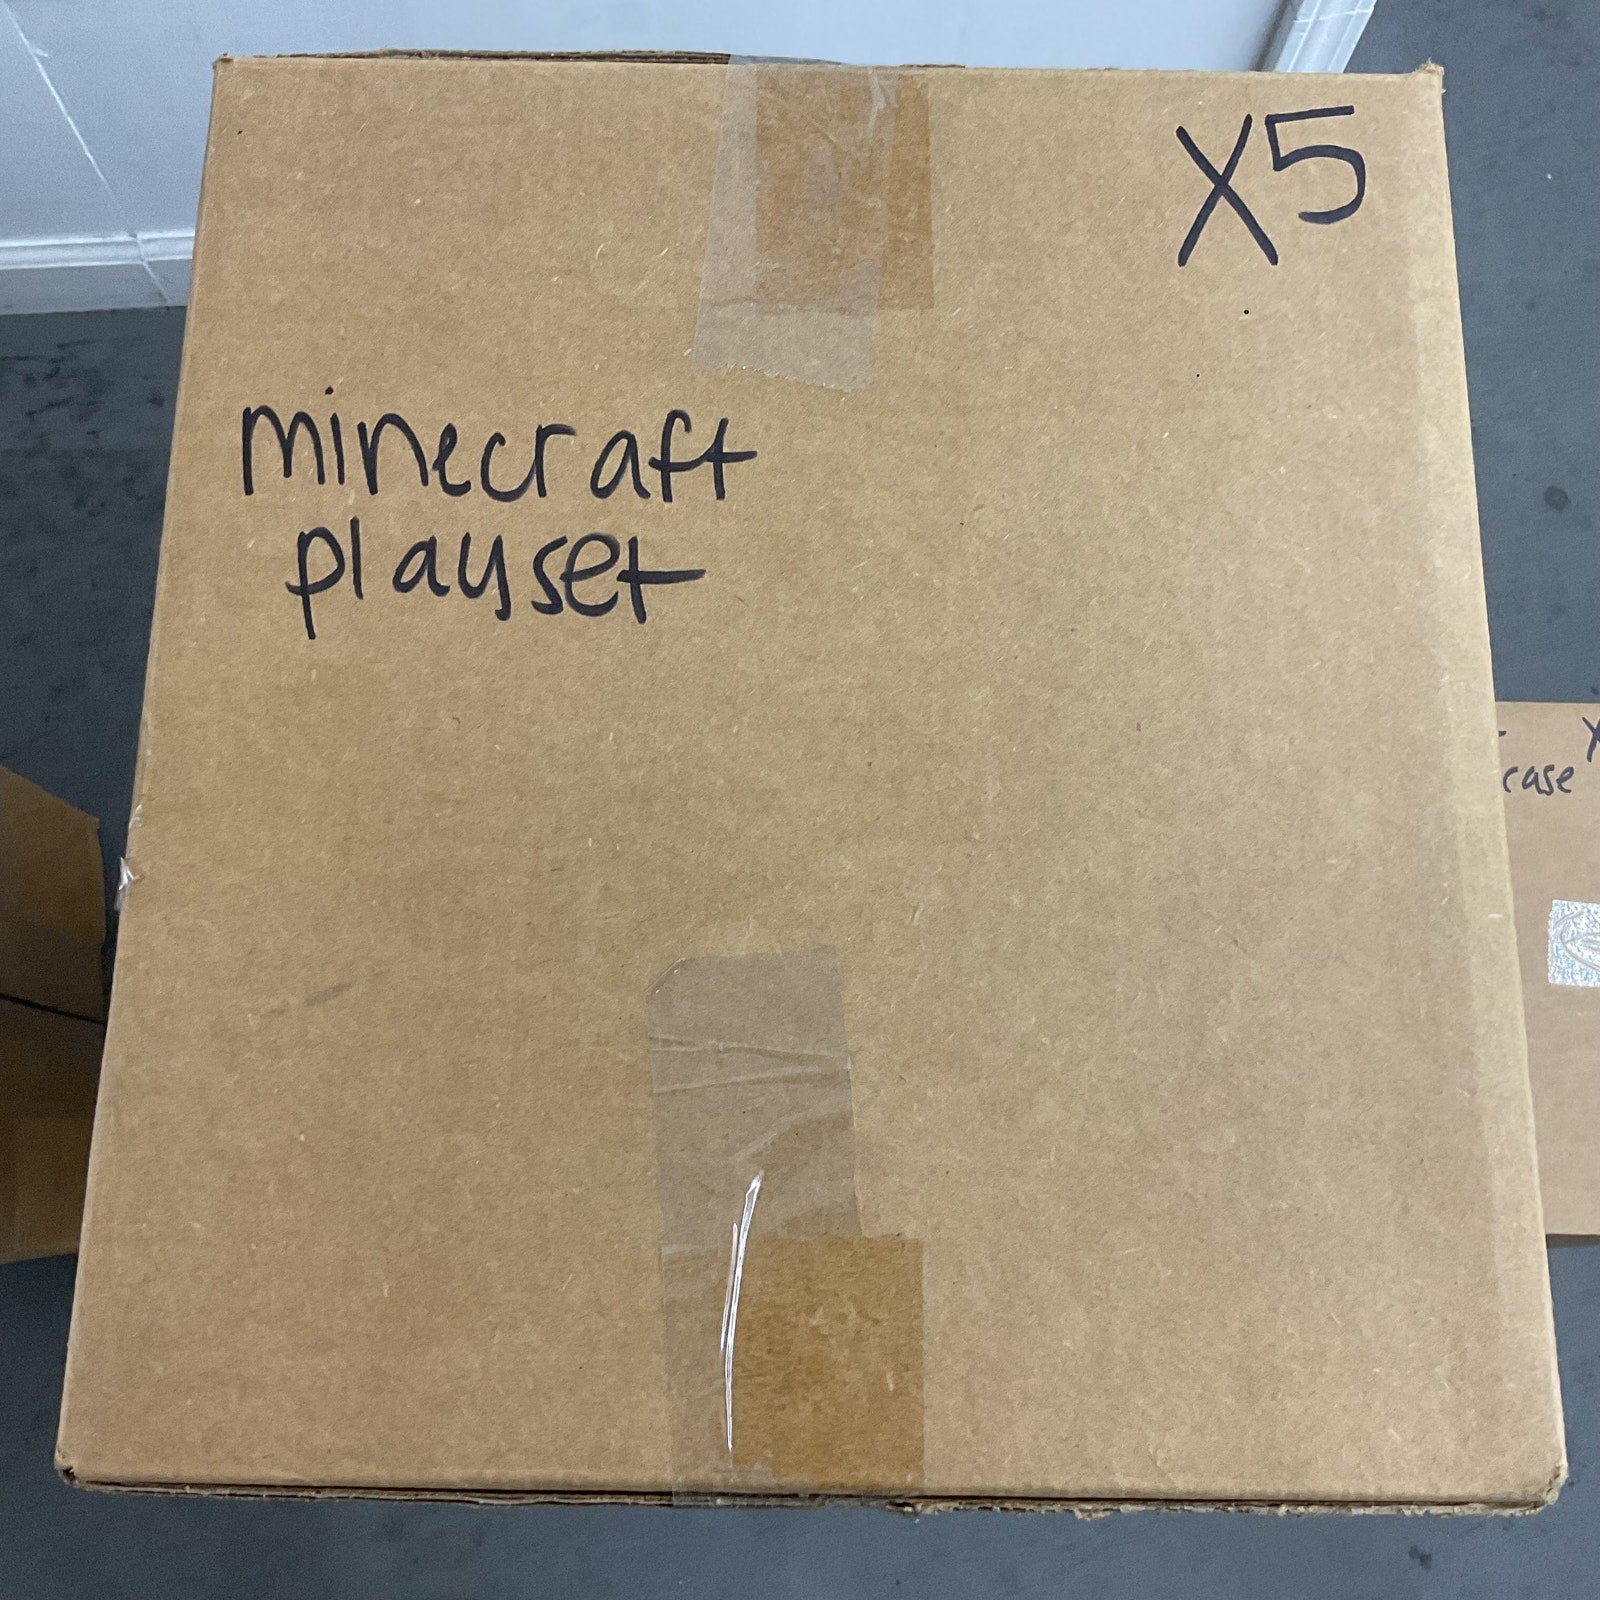 X5
minecraft
playset
case